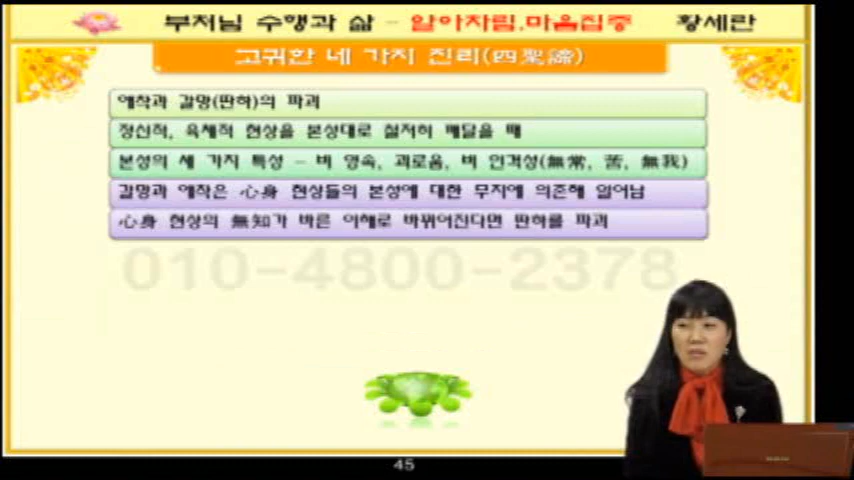 부처님 수행과 삶 - 알아차림.마음집중 황세란
고귀한 네 가지 진리(四聖諦)
애착과 갈망(딴하)의 파괴
정신적, 육체적 현상을 본성대로 철저히 깨달을 때
본성의 세 가지 특성 - 비 영속, 괴로움, 비 인격성(無常, 苦, 無我)
갈망과 애착은 心身 현상들의 본성에 대한 무지에 의존해 일어남
心身 현상의 無知가 바른 이해로 바뀌어진다면 딴하를 파괴
010-4800-2378
45